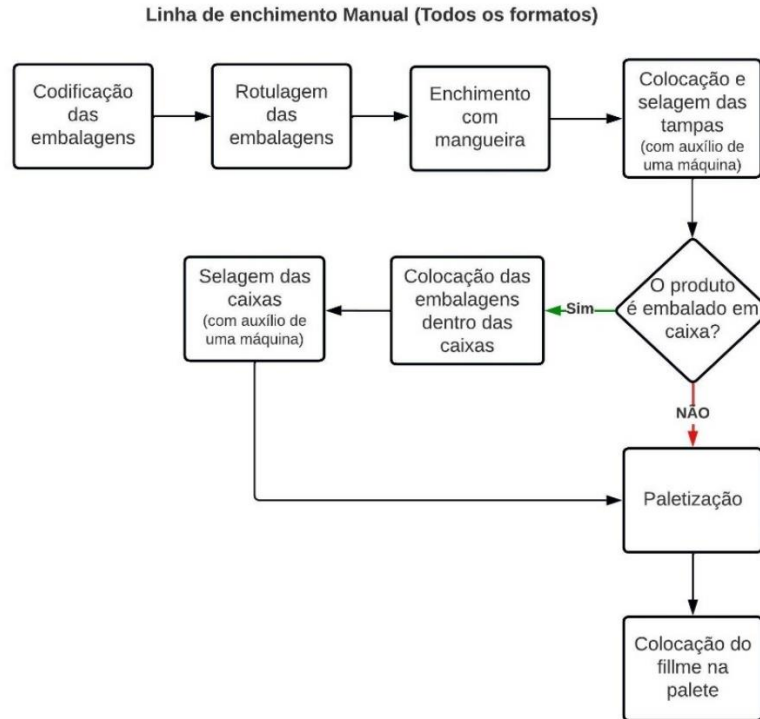 Linha de enchimento Manual (Todos os formatos)
Codificação
das
embalagens
Rotulagem
das
embalagens
Enchimento
com
mangueira
Colocação e
selagem das
tampas
(com auxílio de
uma máquina)
O produto
é embalado em
caixa?
Sim
Colocação das
embalagens
dentro das
caixas
Selagem das
caixas
(com auxílio de
uma máquina)
NÃO
Paletização
Colocação do
fillme na
palete